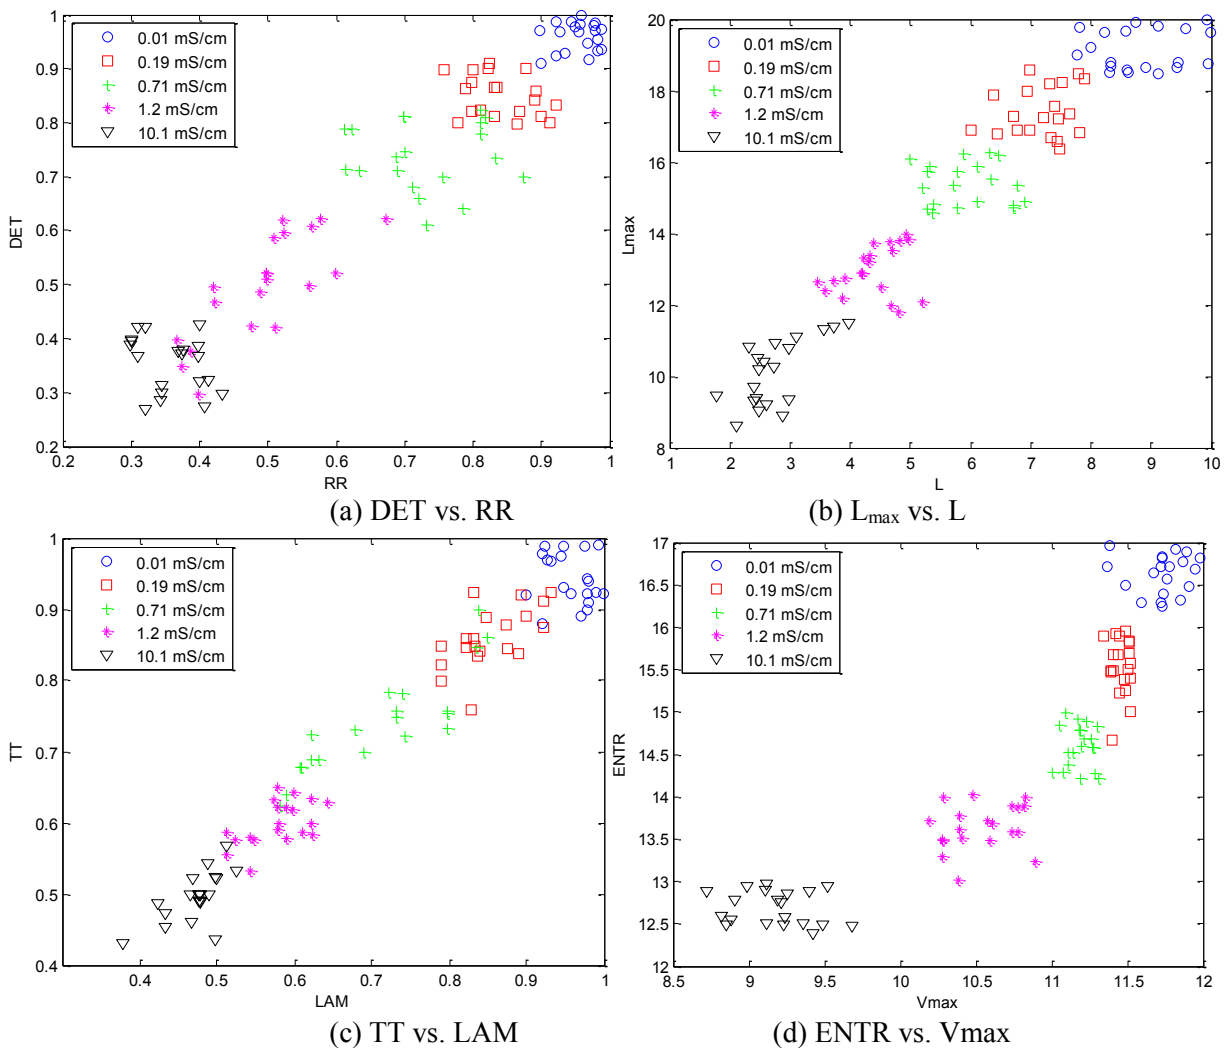 1
0.9
0.8
0.7
0.6
0.5
0.4
0.3
0.2
DET
0.01 mS/cm
0.19 mS/cm
0.71 mS/cm
1.2 mS/cm
10.1 mS/cm
0.2 0.3 0.4 0.5 0.6 0.7 0.8 0.9 1
RR
(a) DET vs. RR
20
18
16
14
12
10
8
Lmax
0.01 mS/cm
0.19 mS/cm
0.71 mS/cm
1.2 mS/cm
10.1 mS/cm
1 2 3 4 5 6 7 8 9 10
L
(b) Lmax vs. L
1
0.9
0.8
0.7
0.6
0.5
0.4
TT
0.01 mS/cm
0.19 mS/cm
0.71 mS/cm
1.2 mS/cm
10.1 mS/cm
0.4 0.5 0.6 0.7 0.8 0.9 1
LAM
(c) TT vs. LAM
17
16.5
16
15.5
15
14.5
14
13.5
13
12.5
12
ENTR
0.01 mS/cm
0.19 mS/cm
0.71 mS/cm
1.2 mS/cm
10.1 mS/cm
8.5 9 9.5 10 10.5 11 11.5 12
Vmax
(d) ENTR vs. Vmax